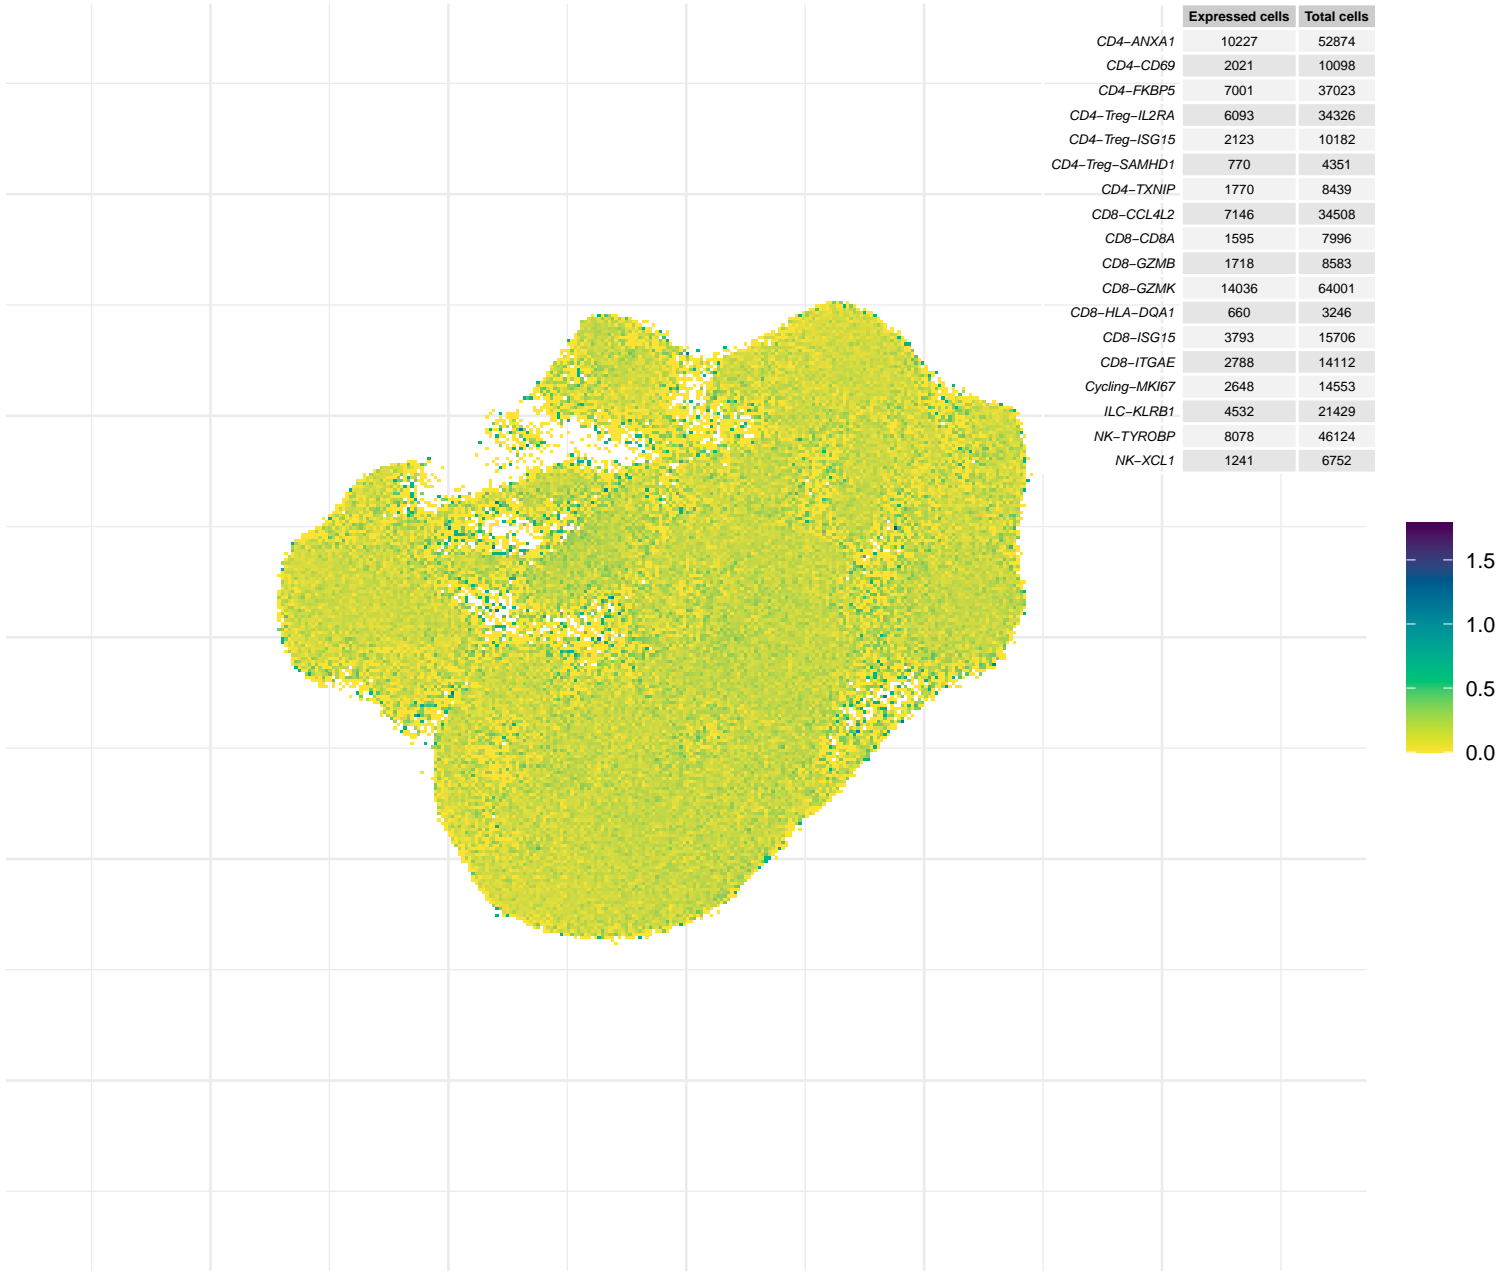 Expressed cells Total cells
CD4−ANXA1 10227 52874
CD4−CD69 2021 10098
CD4−FKBP5 7001 37023
CD4−Treg−IL2RA 6093 34326
CD4−Treg−ISG15 2123 10182
CD4−Treg−SAMHD1 770 4351
CD4−TXNIP 1770 8439
CD8−CCL4L2 7146 34508
CD8−CD8A 1595 7996
CD8−GZMB 1718 8583
CD8−GZMK 14036 64001
CD8−HLA−DQA1 660 3246
CD8−ISG15 3793 15706
CD8−ITGAE 2788 14112
Cycling−MKI67 2648 14553
ILC−KLRB1 4532 21429
NK−TYROBP 8078 46124
NK−XCL1 1241 6752
1.5
1.0
0.5
0.0